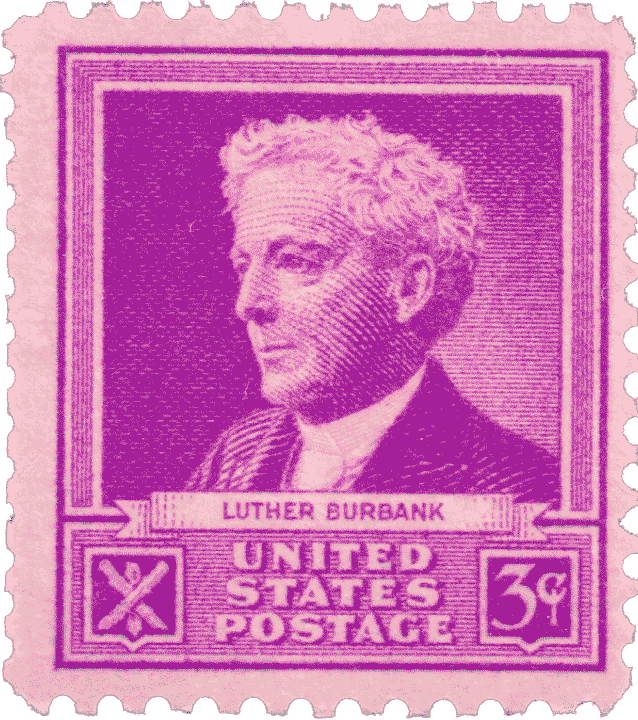 LUTHER BURBANK
UNITED
STATES
POSTAGE
3¢